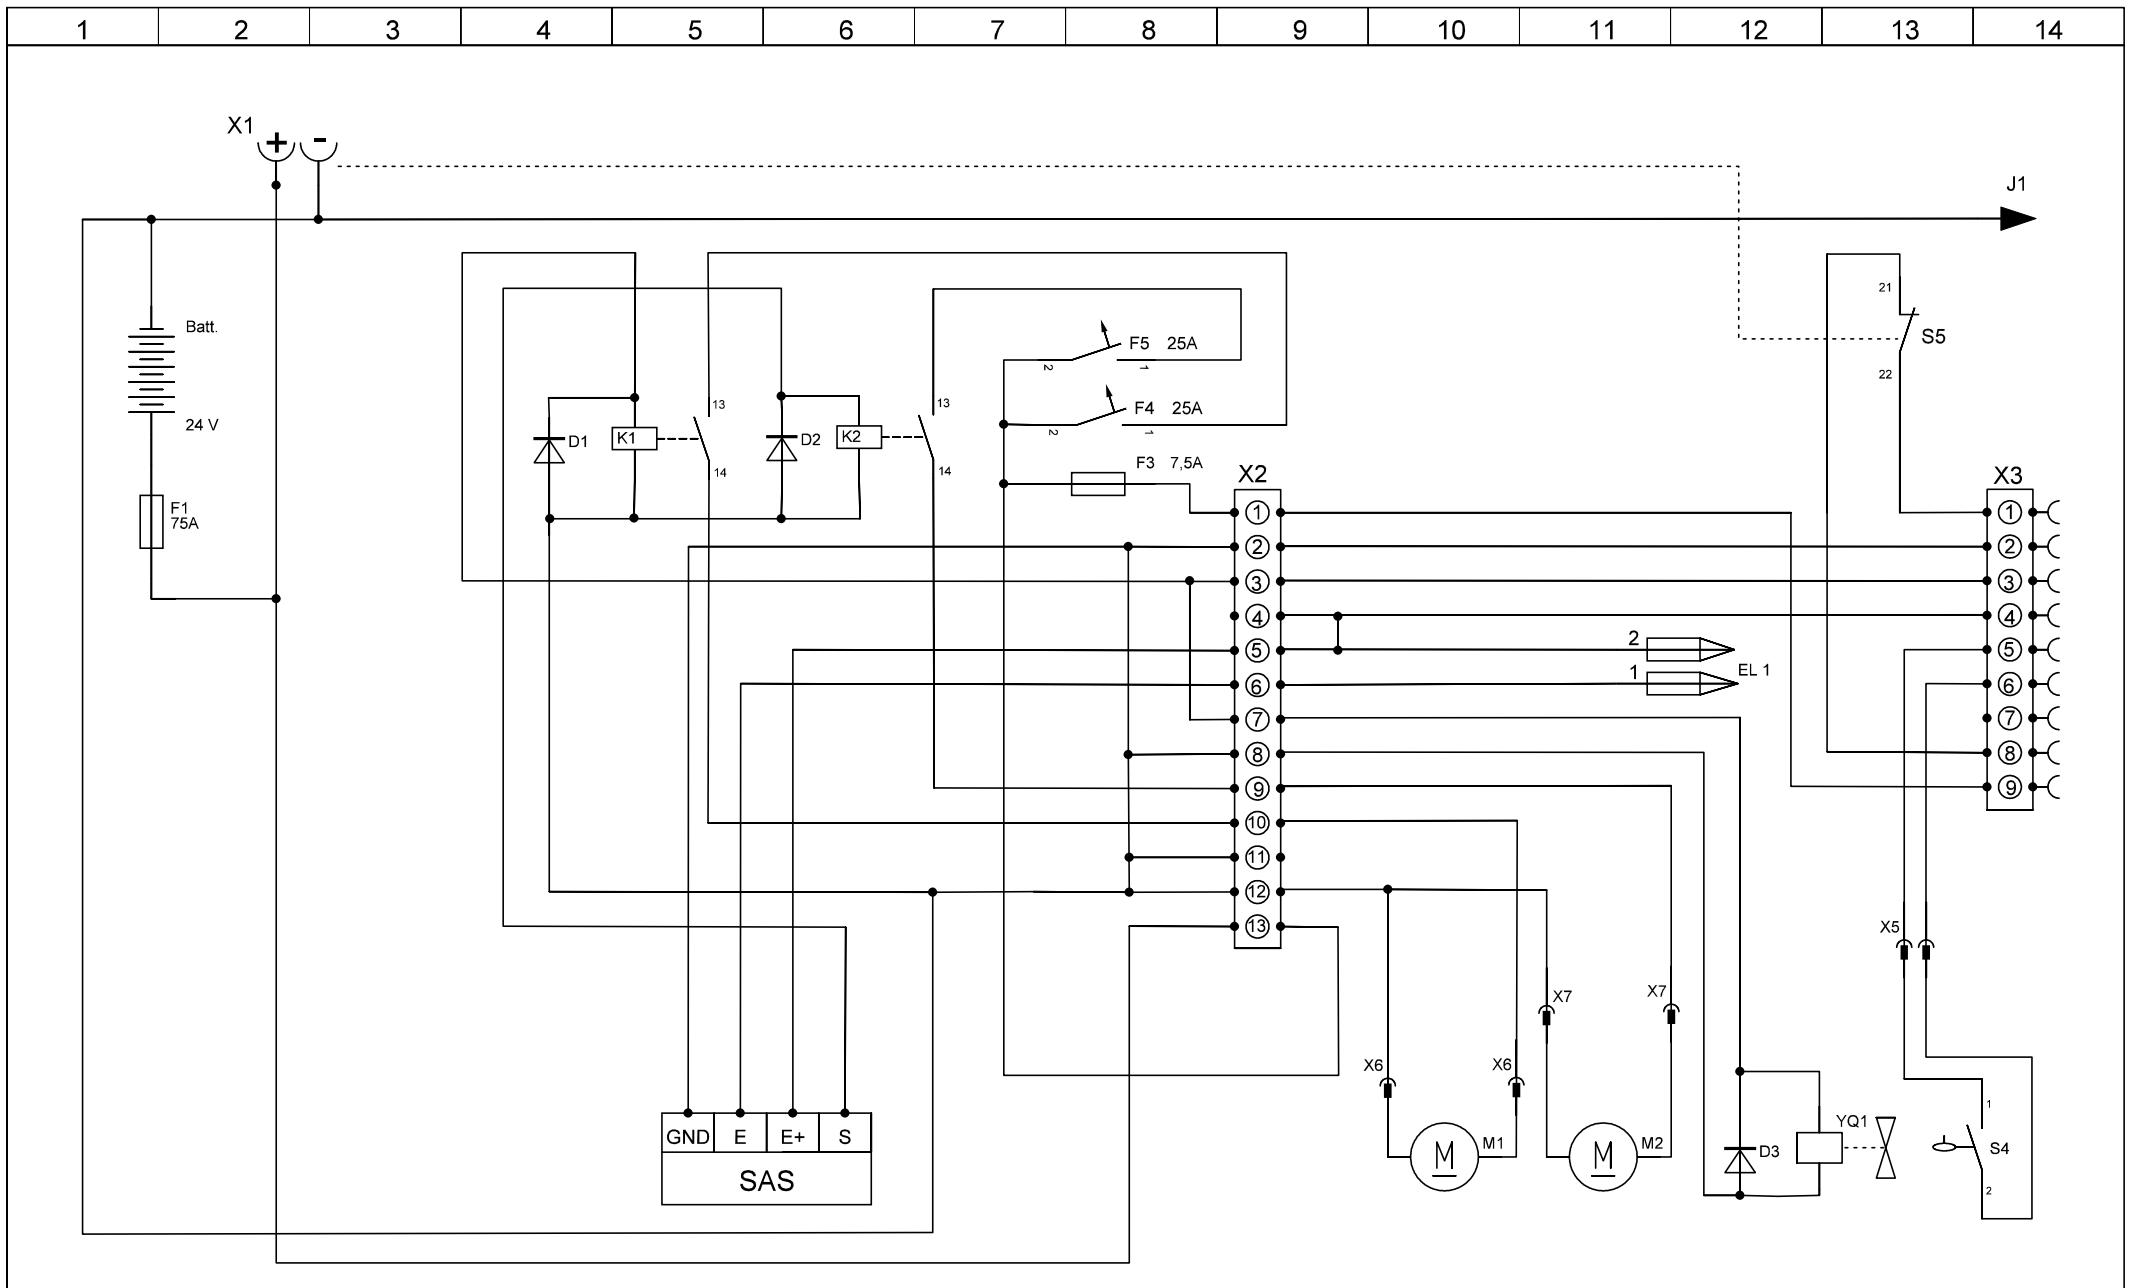 1 2 3 4 5 6 7 8 9 10 11 12 13 14
X1 + -
J1
Batt.
24 V
F1
75A
D1
K1
13
14
D2
K2
13
14
F5 25A
2 1
F4 25A
2 1
F3 7,5A
21
S5
22
X2
1
2
3
4
5
6
7
8
9
10
11
12
13
X3
1
2
3
4
5
6
7
8
9
2
1 EL 1
X5
X7 X7
X6 X6
GND E E+ S
SAS
M M1
M M2
D3
YQ1
1
S4
2